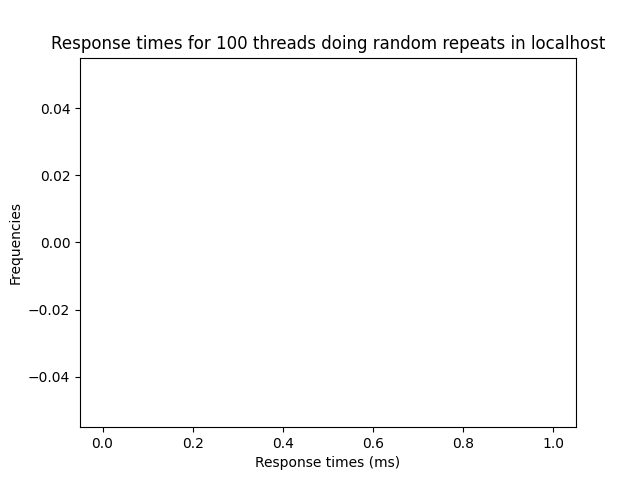 Response times for 100 threads doing random repeats in localhost
0.04
0.02
0.00
−0.02
−0.04
Frequencies
0.0 0.2 0.4 0.6 0.8 1.0
Response times (ms)